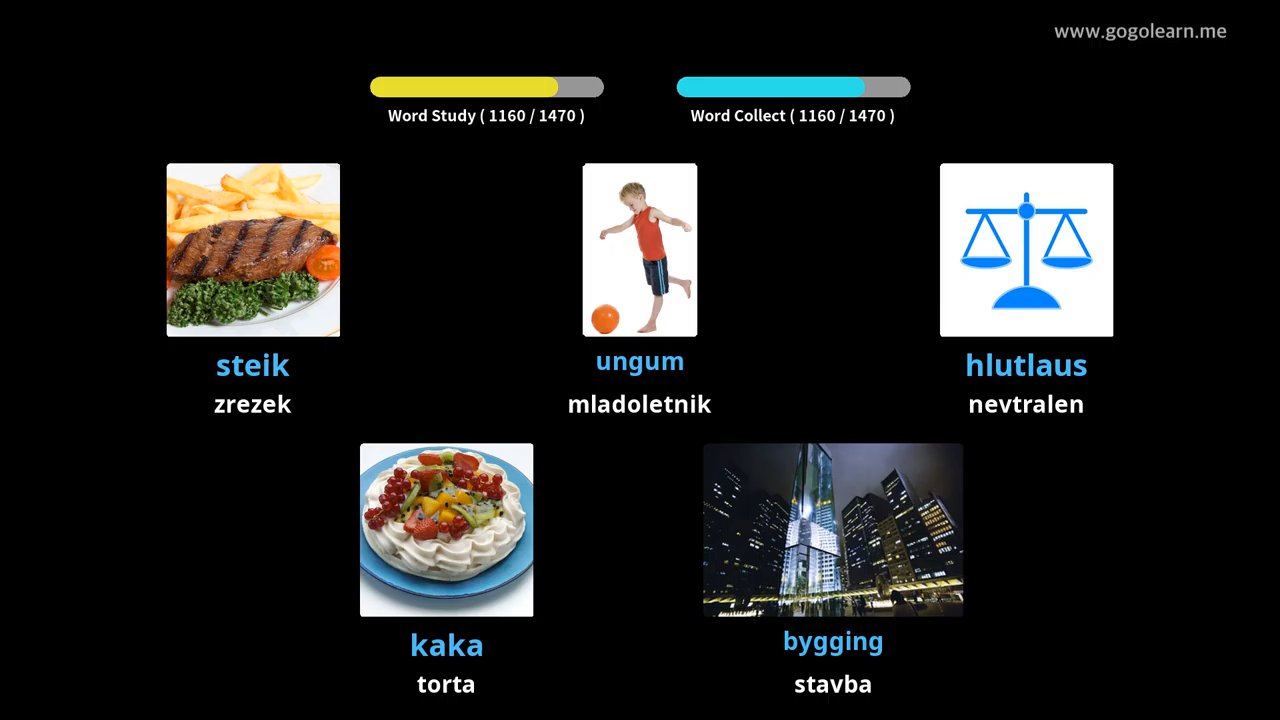 www.gogolearn.me
Word Study ( 1160 / 1470 )
Word Collect ( 1160 / 1470 )
steik
zrezek
ungum
mladoletnik
hlutlaus
nevtralen
kaka
torta
bygging
stavba